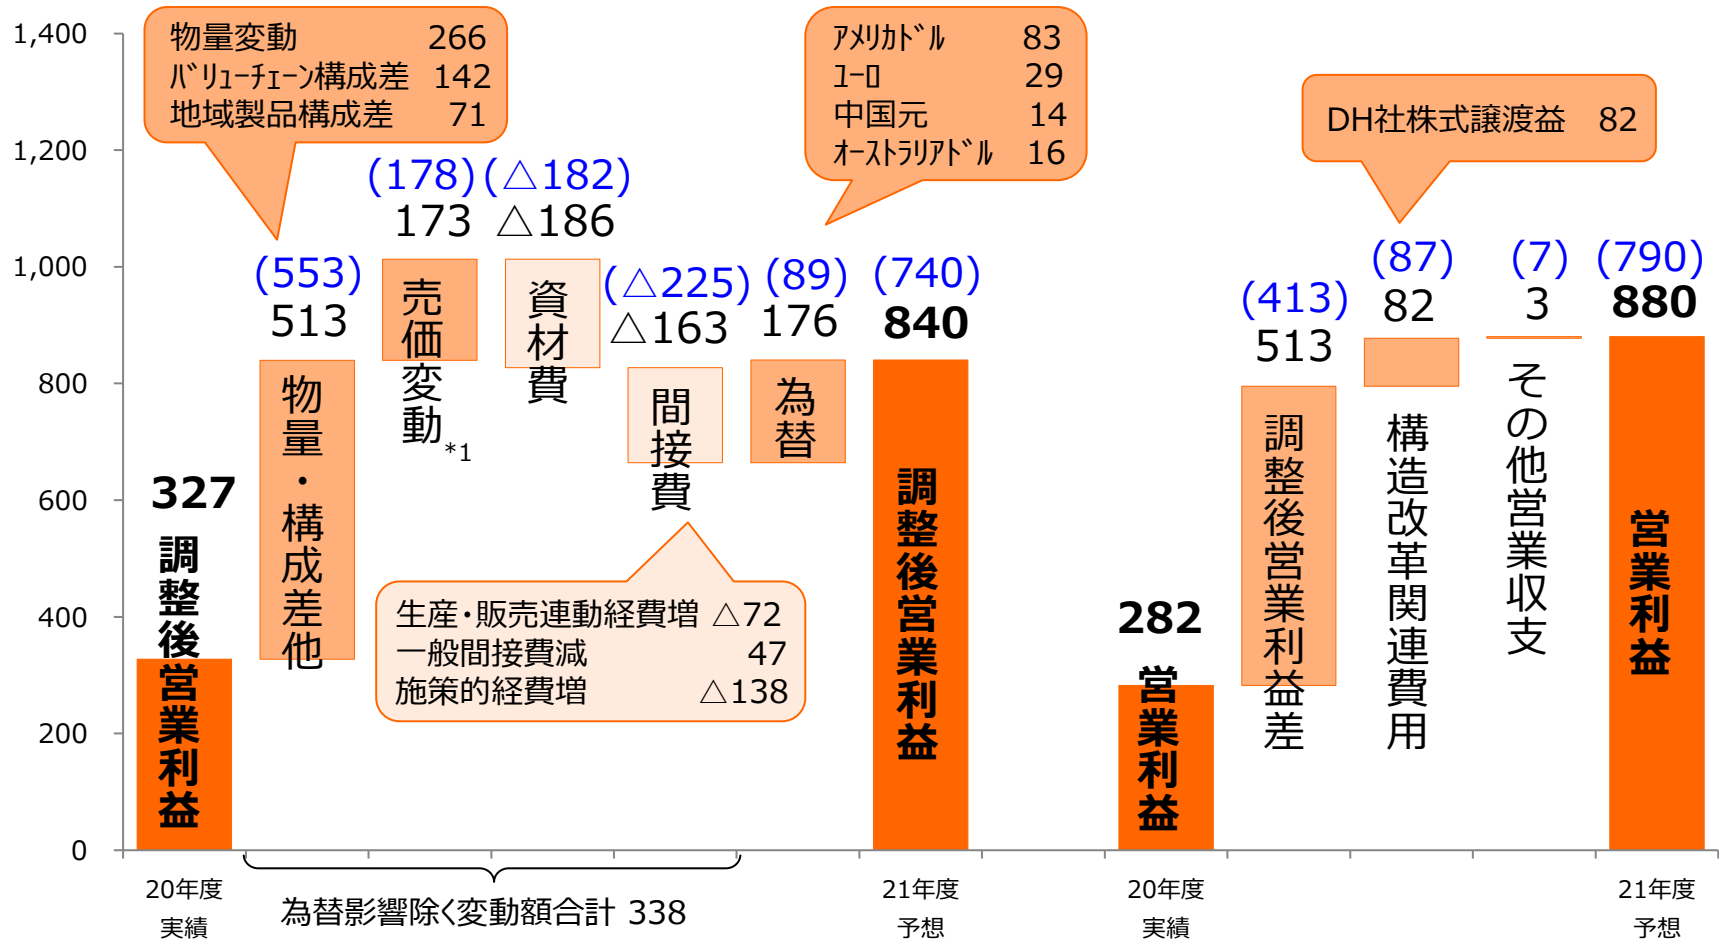 1,400
1,200
1,000
800
600
400
200
0
物量変動 266
ﾊﾞﾘｭｰﾁｪｰﾝ構成差 142
地域製品構成差 71
ｱﾒﾘｶﾄﾞﾙ 83
ﾕｰﾛ 29
中国元 14
ｵｰｽﾄﾗﾘｱﾄﾞﾙ 16
DH社株式譲渡益 82
327
調整後営業利益
(553)
513
物量・構成差他
(178)
173
売価変動
*1
(△182)
△186
資材費
(△225)
△163
間接費
(89)
176
為替
(740)
840
調整後営業利益
生産・販売連動経費増 △72
一般間接費減 47
施策的経費増 △138
282
営業利益
(413)
513
調整後営業利益差
(87)
82
構造改革関連費用
(7)
3
その他営業収支
(790)
880
営業利益
20年度
実績
為替影響除く変動額合計 338
21年度
予想
20年度
実績
21年度
予想